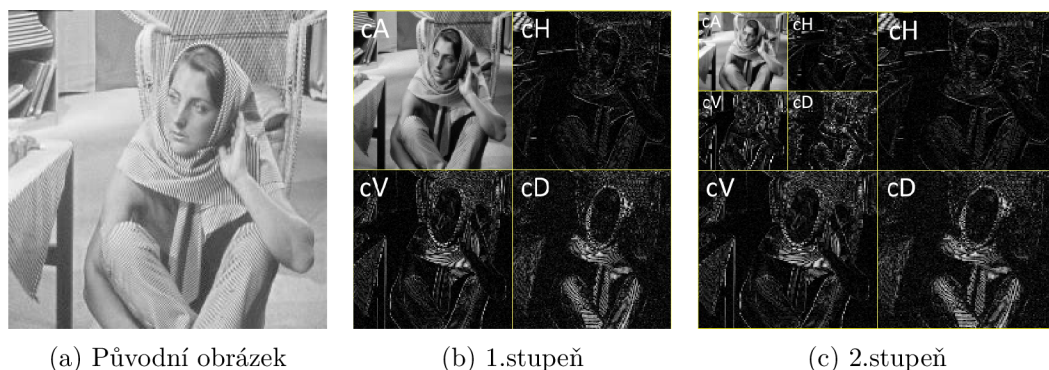 cA cH
cV cD
cA cH cH
cV cD
cV cD
(a) Původní obrázek
(b) 1.stupeň
(c) 2.stupeň